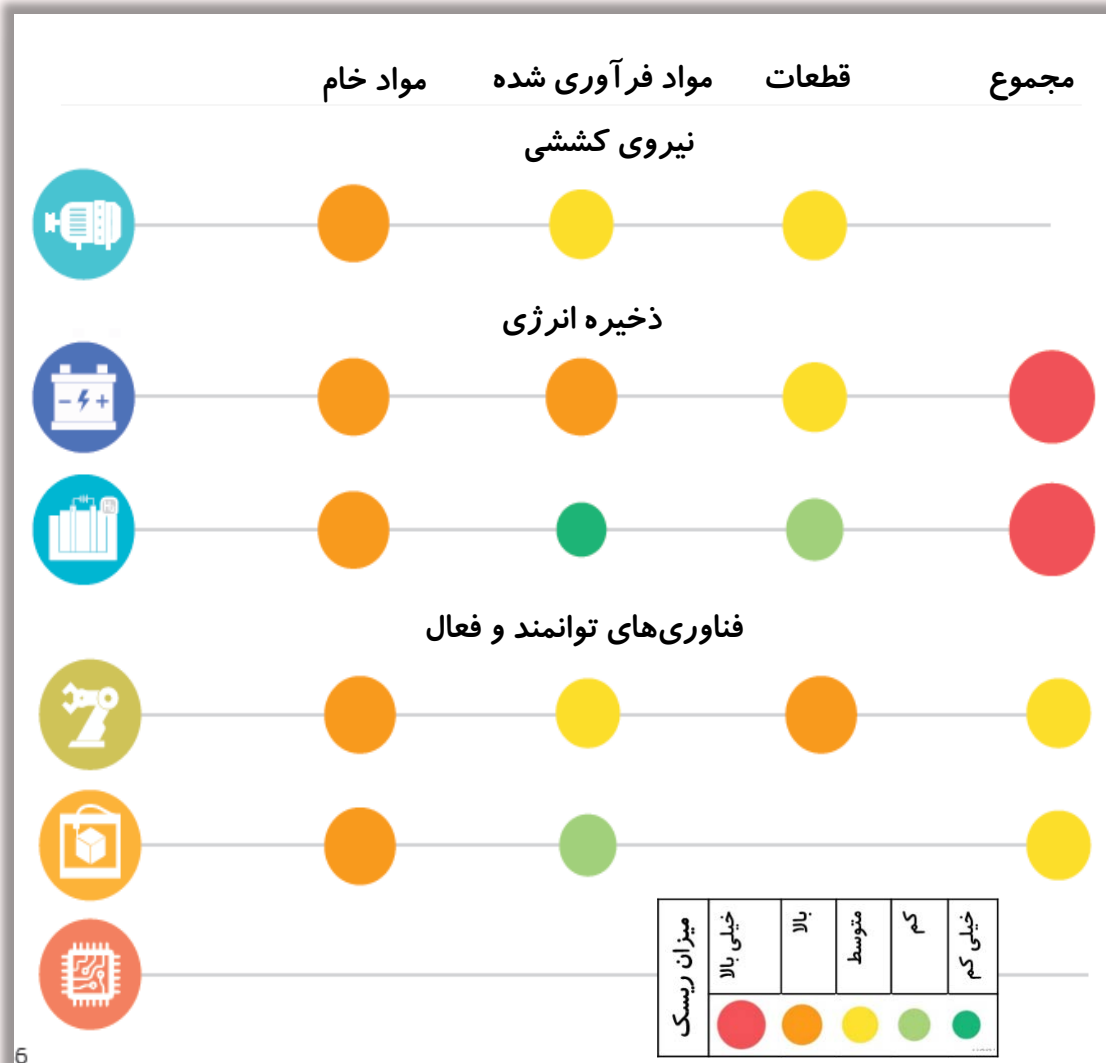 مواد خام مواد فرآوری شده قطعات مجموع
نیروی کششی
ذخیره انرژی
H₂
فناوری‌های توانمند و فعال
میزان ریسک
خیلی بالا
بالا
متوسط
کم
خیلی کم
6